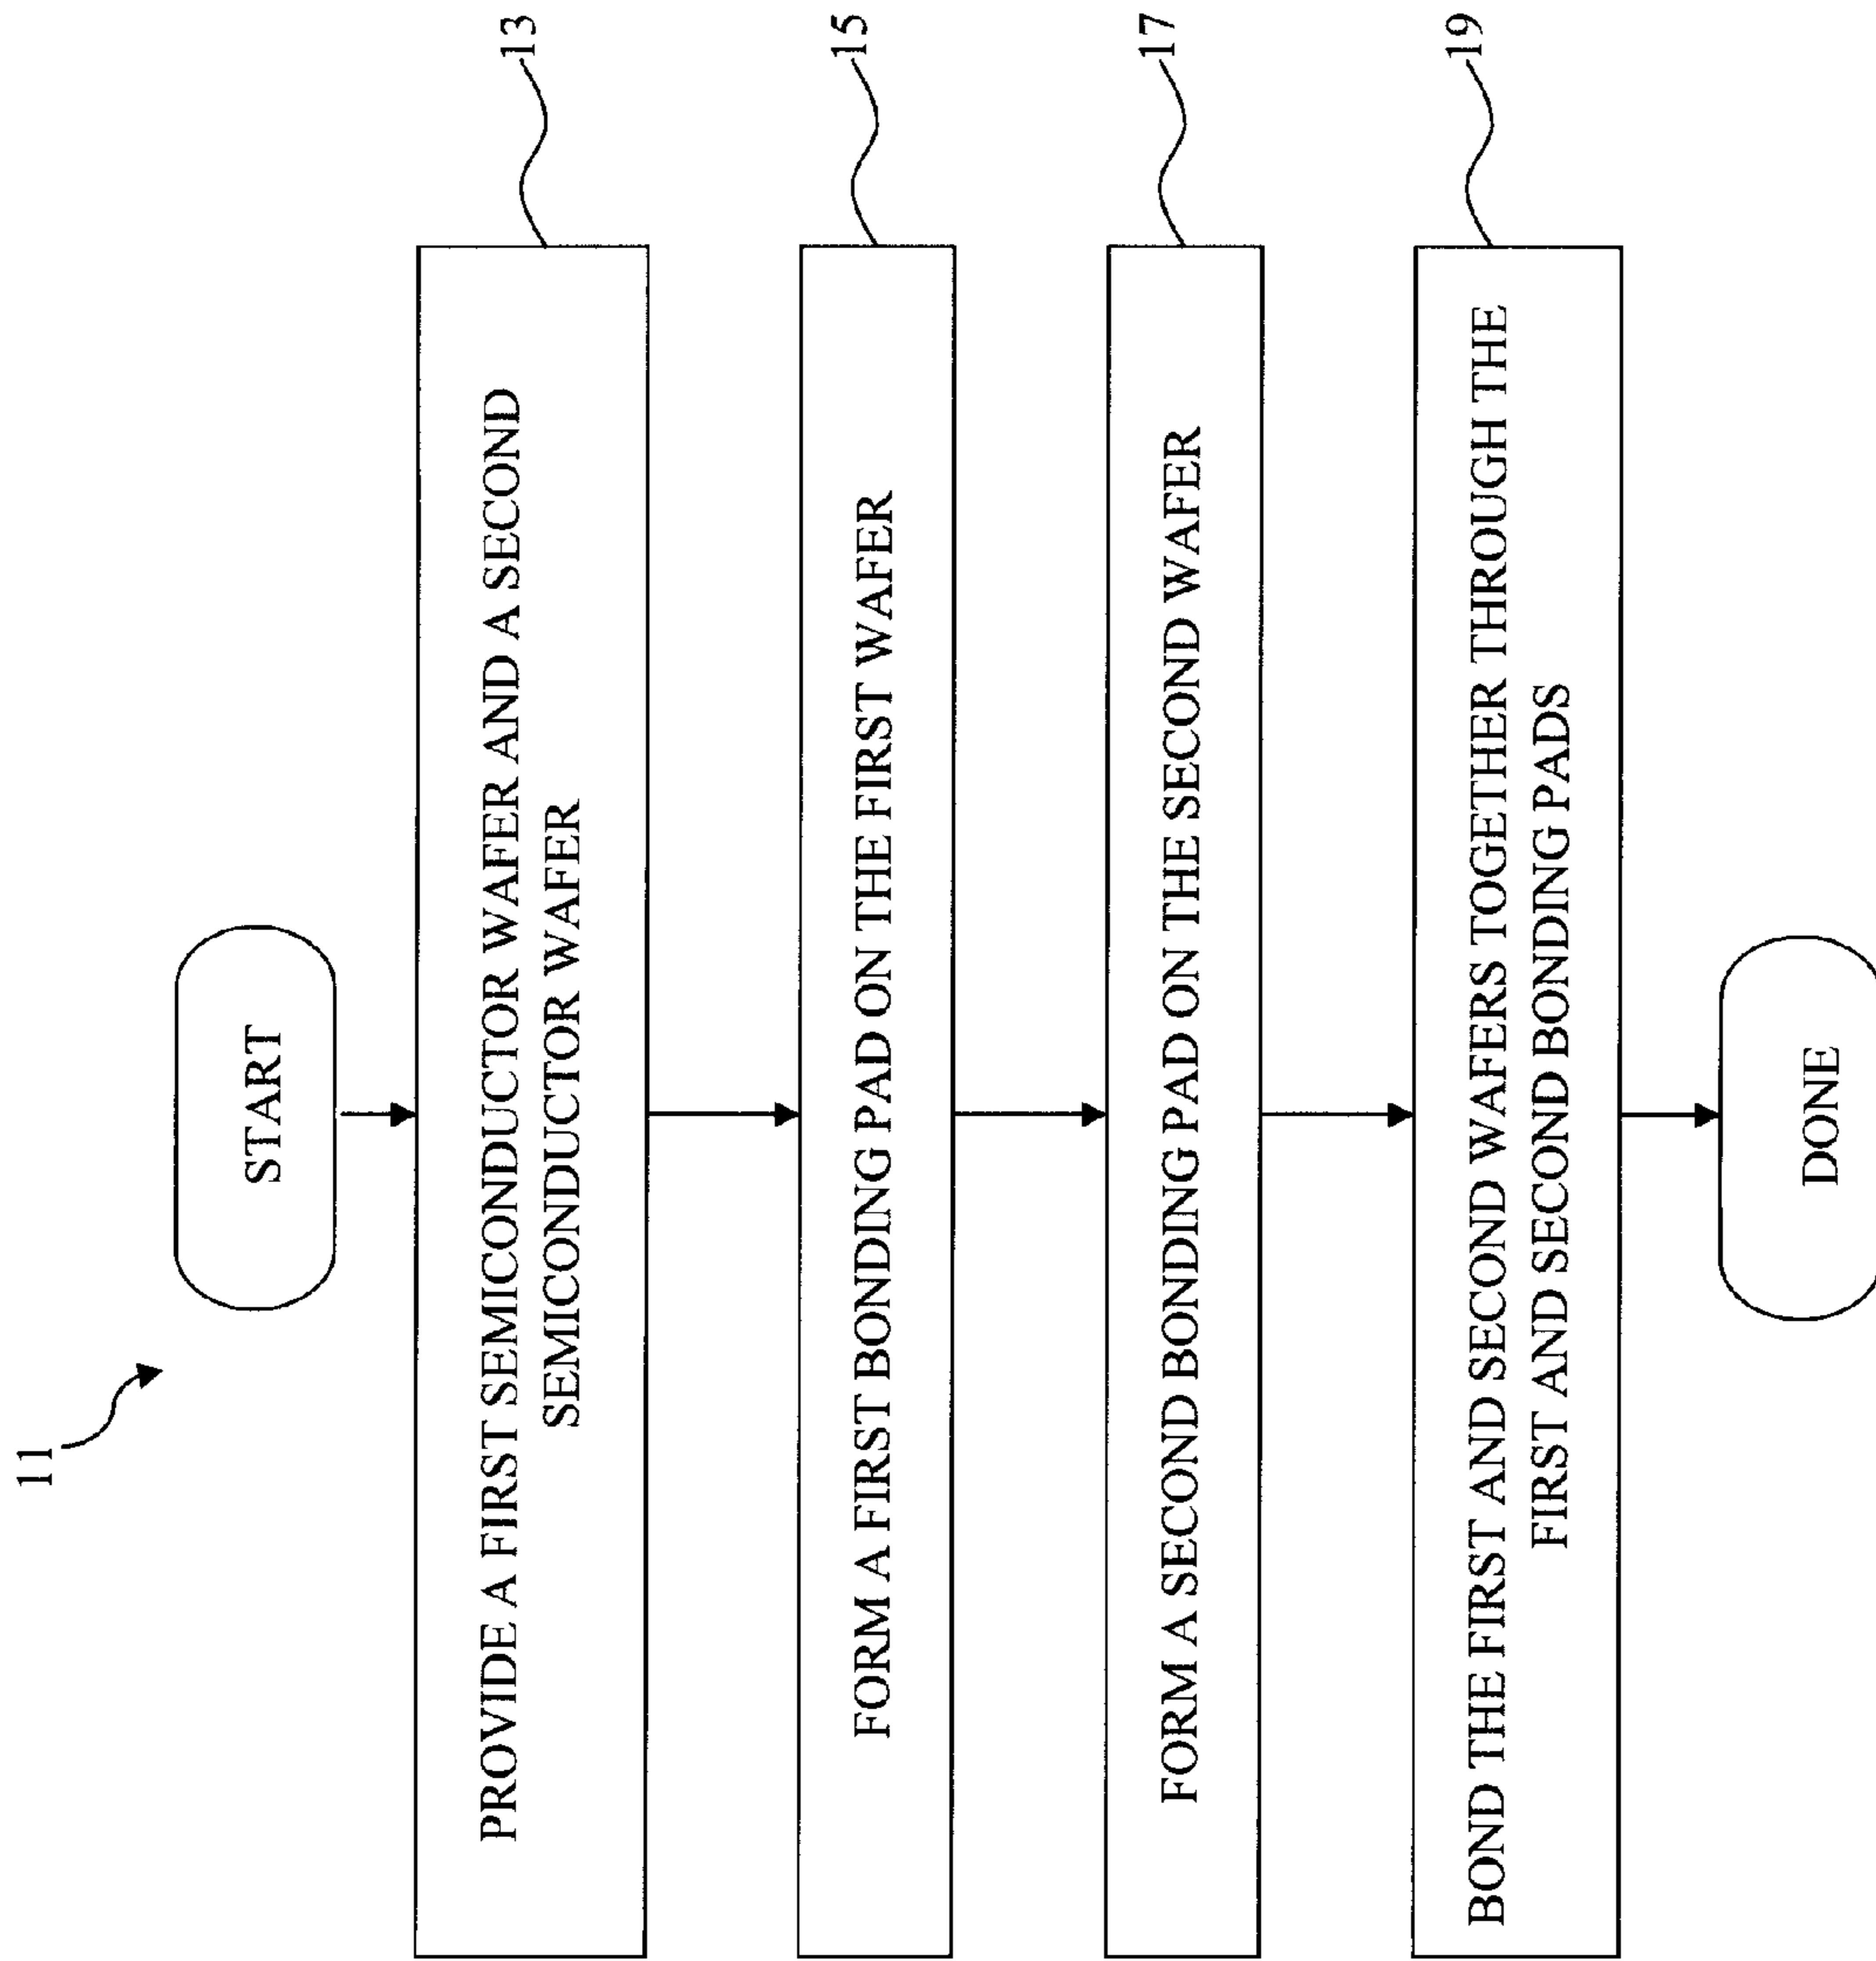 11
START
PROVIDE A FIRST SEMICONDUCTOR WAFER AND A SECOND
SEMICONDUCTOR WAFER
13
FORM A FIRST BONDING PAD ON THE FIRST WAFER
15
FORM A SECOND BONDING PAD ON THE SECOND WAFER
17
BOND THE FIRST AND SECOND WAFERS TOGETHER THROUGH THE
FIRST AND SECOND BONDING PADS
19
DONE